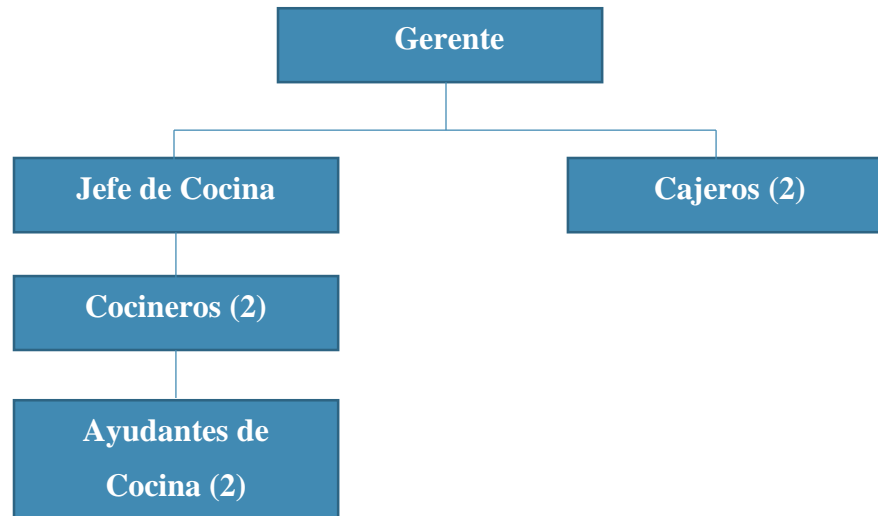 Gerente
Jefe de Cocina
Cajeros (2)
Cocineros (2)
Ayudantes de
Cocina (2)